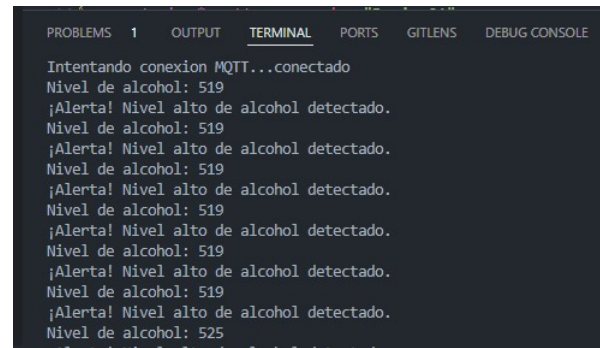 PROBLEMS 1 OUTPUT TERMINAL PORTS GITLENS DEBUG CONSOLE
Intentando conexion MQTT...conectado
Nivel de alcohol: 519
¡Alerta! Nivel alto de alcohol detectado.
Nivel de alcohol: 519
¡Alerta! Nivel alto de alcohol detectado.
Nivel de alcohol: 519
¡Alerta! Nivel alto de alcohol detectado.
Nivel de alcohol: 519
¡Alerta! Nivel alto de alcohol detectado.
Nivel de alcohol: 519
¡Alerta! Nivel alto de alcohol detectado.
Nivel de alcohol: 519
¡Alerta! Nivel alto de alcohol detectado.
Nivel de alcohol: 525